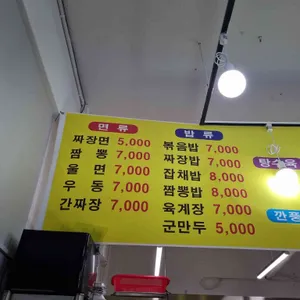 면 류
짜장면 5,000
짬 뽕 7,000
울 면 7,000
우 동 7,000
간짜장 7,000
밥 류
볶음밥 7,000
짜장밥 7,000
잡채밥 8,000
짬뽕밥 8,000
육계장 7,000
군만두 5,000
탕수육
깐풍